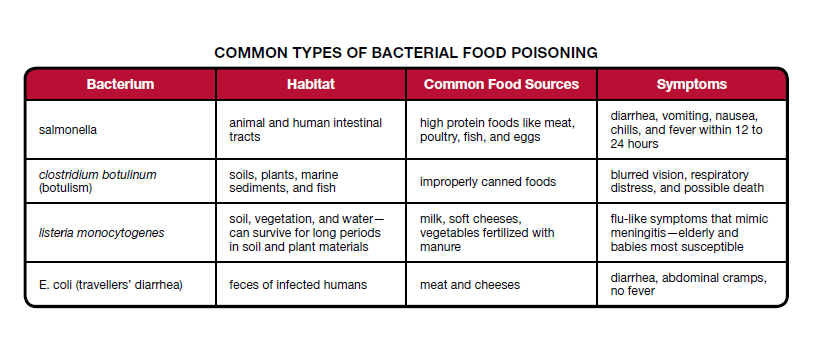 COMMON TYPES OF BACTERIAL FOOD POISONING
Bacterium
Habitat
Common Food Sources
Symptoms
salmonella
animal and human intestinal
tracts
high protein foods like meat,
poultry, fish, and eggs
diarrhea, vomiting, nausea,
chills, and fever within 12 to
24 hours
clostridium botulinum
(botulism)
soils, plants, marine
sediments, and fish
improperly canned foods
blurred vision, respiratory
distress, and possible death
listeria monocytogenes
soil, vegetation, and water—
can survive for long periods
in soil and plant materials
milk, soft cheeses,
vegetables fertilized with
manure
flu-like symptoms that mimic
meningitis—elderly and
babies most susceptible
E. coli (travellers’ diarrhea)
feces of infected humans
meat and cheeses
diarrhea, abdominal cramps,
no fever